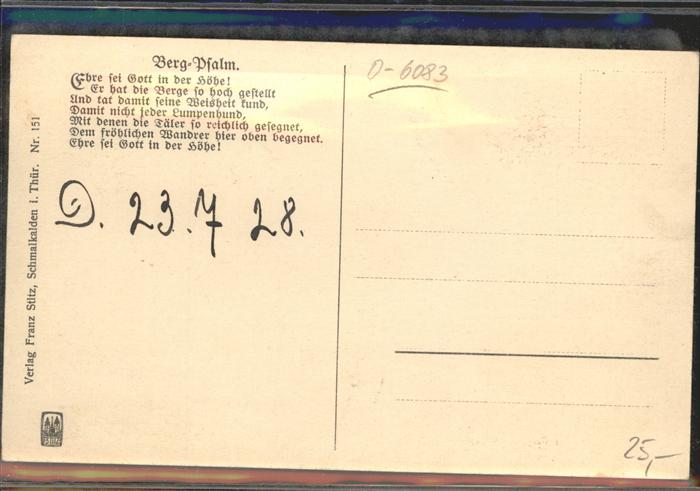 Berg-Psalm.
Ehre sei Gott in der Höhe!
Er hat die Berge so hoch gestellt
Und tat damit seine Weisheit kund,
Damit nicht jeder Lumpenhund,
Mit denen die Täler so reichlich gesegnet,
Dem fröhlichen Wandrer hier oben begegnet.
Ehre sei Gott in der Höhe!
D. 23.7 28.
Verlag Franz Stitz, Schmalkalden i. Thür. Nr. 151
D-6083
25,-